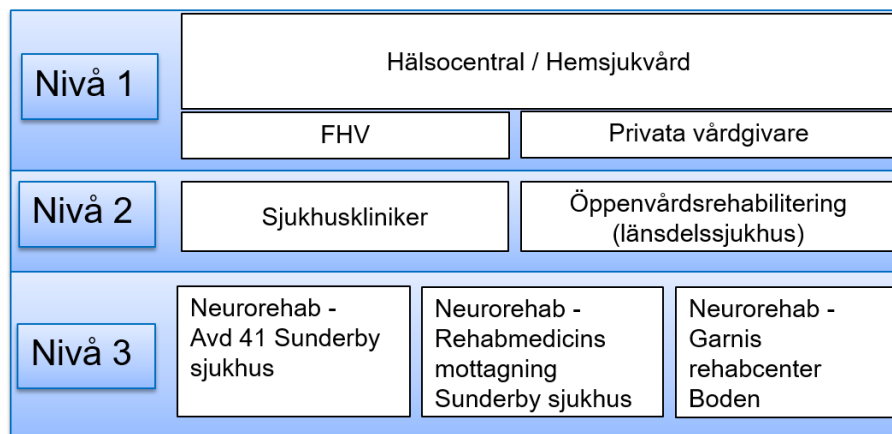 Nivå 1
Hälsocentral / Hemsjukvård
FHV
Privata vårdgivare
Nivå 2
Sjukhuskliniker
Öppenvårdsrehabilitering
(länsdelssjukhus)
Nivå 3
Neurorehab -
Avd 41 Sunderby
sjukhus
Neurorehab -
Rehabmedicins
mottagning
Sunderby sjukhus
Neurorehab -
Garnis
rehabcenter
Boden